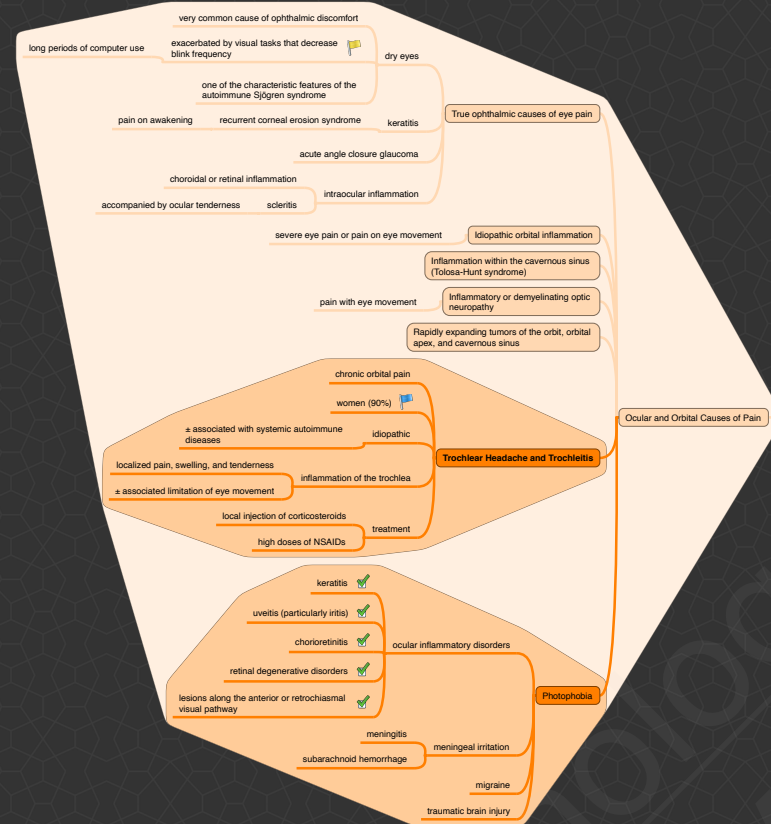 very common cause of ophthalmic discomfort
long periods of computer use
exacerbated by visual tasks that decrease
blink frequency
dry eyes
one of the characteristic features of the
autoimmune Sjögren syndrome
pain on awakening
recurrent corneal erosion syndrome
keratitis
True ophthalmic causes of eye pain
acute angle closure glaucoma
choroidal or retinal inflammation
intraocular inflammation
accompanied by ocular tenderness
scleritis
severe eye pain or pain on eye movement
Idiopathic orbital inflammation
Inflammation within the cavernous sinus
(Tolosa-Hunt syndrome)
pain with eye movement
Inflammatory or demyelinating optic
neuropathy
Rapidly expanding tumors of the orbit, orbital
apex, and cavernous sinus
chronic orbital pain
women (90%)
Ocular and Orbital Causes of Pain
± associated with systemic autoimmune
diseases
idiopathic
Trochlear Headache and Trochleitis
localized pain, swelling, and tenderness
inflammation of the trochlea
± associated limitation of eye movement
local injection of corticosteroids
treatment
high doses of NSAIDs
keratitis
uveitis (particularly iritis)
chorioretinitis
ocular inflammatory disorders
retinal degenerative disorders
lesions along the anterior or retrochiasmal
visual pathway
Photophobia
meningitis
meningeal irritation
subarachnoid hemorrhage
migraine
traumatic brain injury